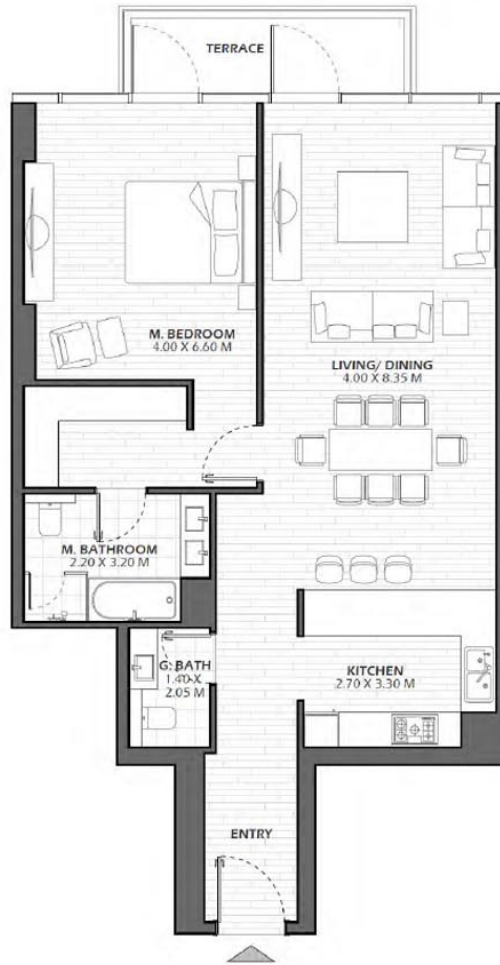 TERRACE
M. BEDROOM
4.00 X 6.60 M
LIVING/ DINING
4.00 X 8.35 M
M. BATHROOM
2.20 X 3.20 M
G. BATH
1.40 X
2.05 M
KITCHEN
2.70 X 3.30 M
ENTRY